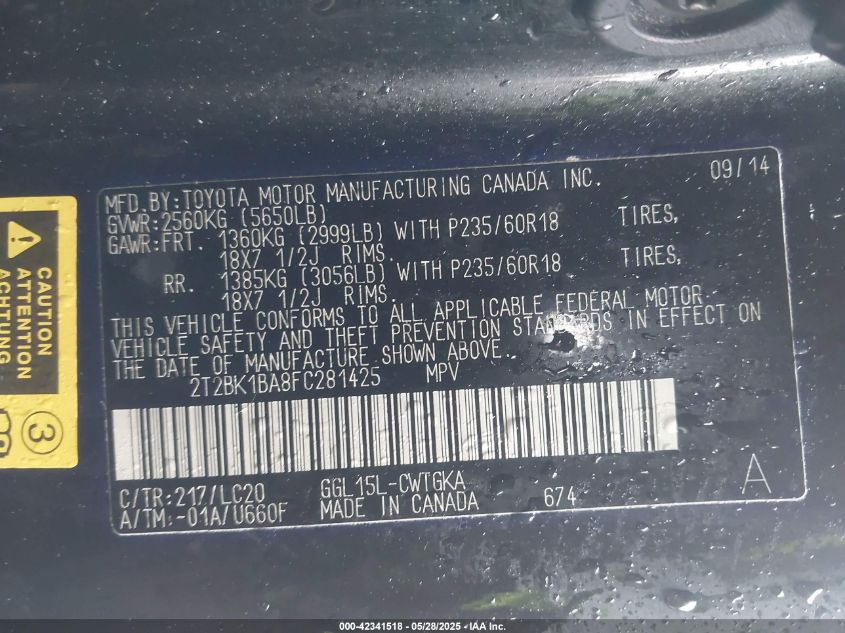 MFD. BY: TOYOTA MOTOR MANUFACTURING CANADA INC. 09/14
GVWR: 2560KG (5650LB)
GAWR: FRT. 1360KG (2999LB) WITH P235/60R18 TIRES,
18X7 1/2J RIMS.
RR. 1385KG (3056LB) WITH P235/60R18 TIRES,
18X7 1/2J RIMS.
THIS VEHICLE CONFORMS TO ALL APPLICABLE FEDERAL MOTOR
VEHICLE SAFETY AND THEFT PREVENTION STANDARDS IN EFFECT ON
THE DATE OF MANUFACTURE SHOWN ABOVE.
2T2BK1BA8FC281425 MPV
C/TR: 217/LC20 GGL15L-CWTGKA
A/TM: -01A/U660F MADE IN CANADA 674 A
CAUTION
ATTENTION
ACHTUNG
3
000-42341518 - 05/28/2025 - IAA Inc.